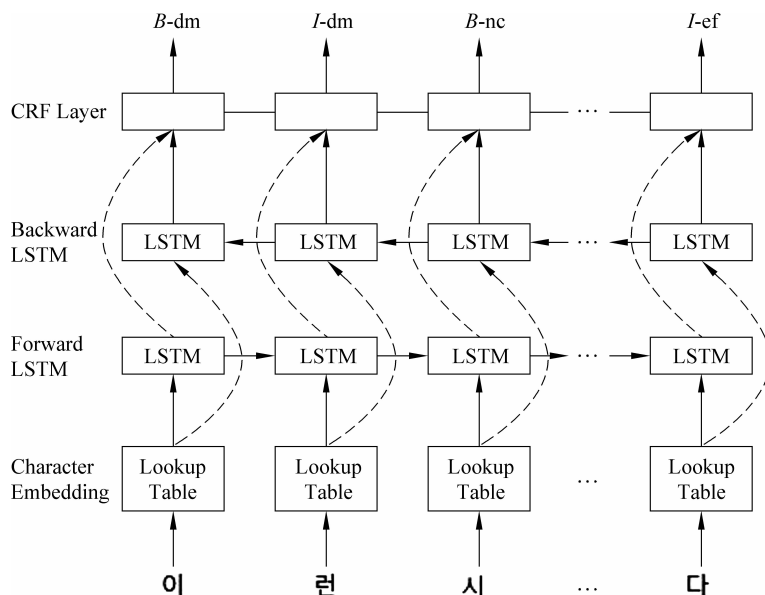 B-dm I-dm B-nc I-ef
CRF Layer ...
Backward
LSTM
LSTM LSTM LSTM ... LSTM
Forward
LSTM
LSTM LSTM LSTM ... LSTM
Character
Embedding
Lookup
Table
Lookup
Table
Lookup
Table
...
Lookup
Table
이 런 시 ... 다